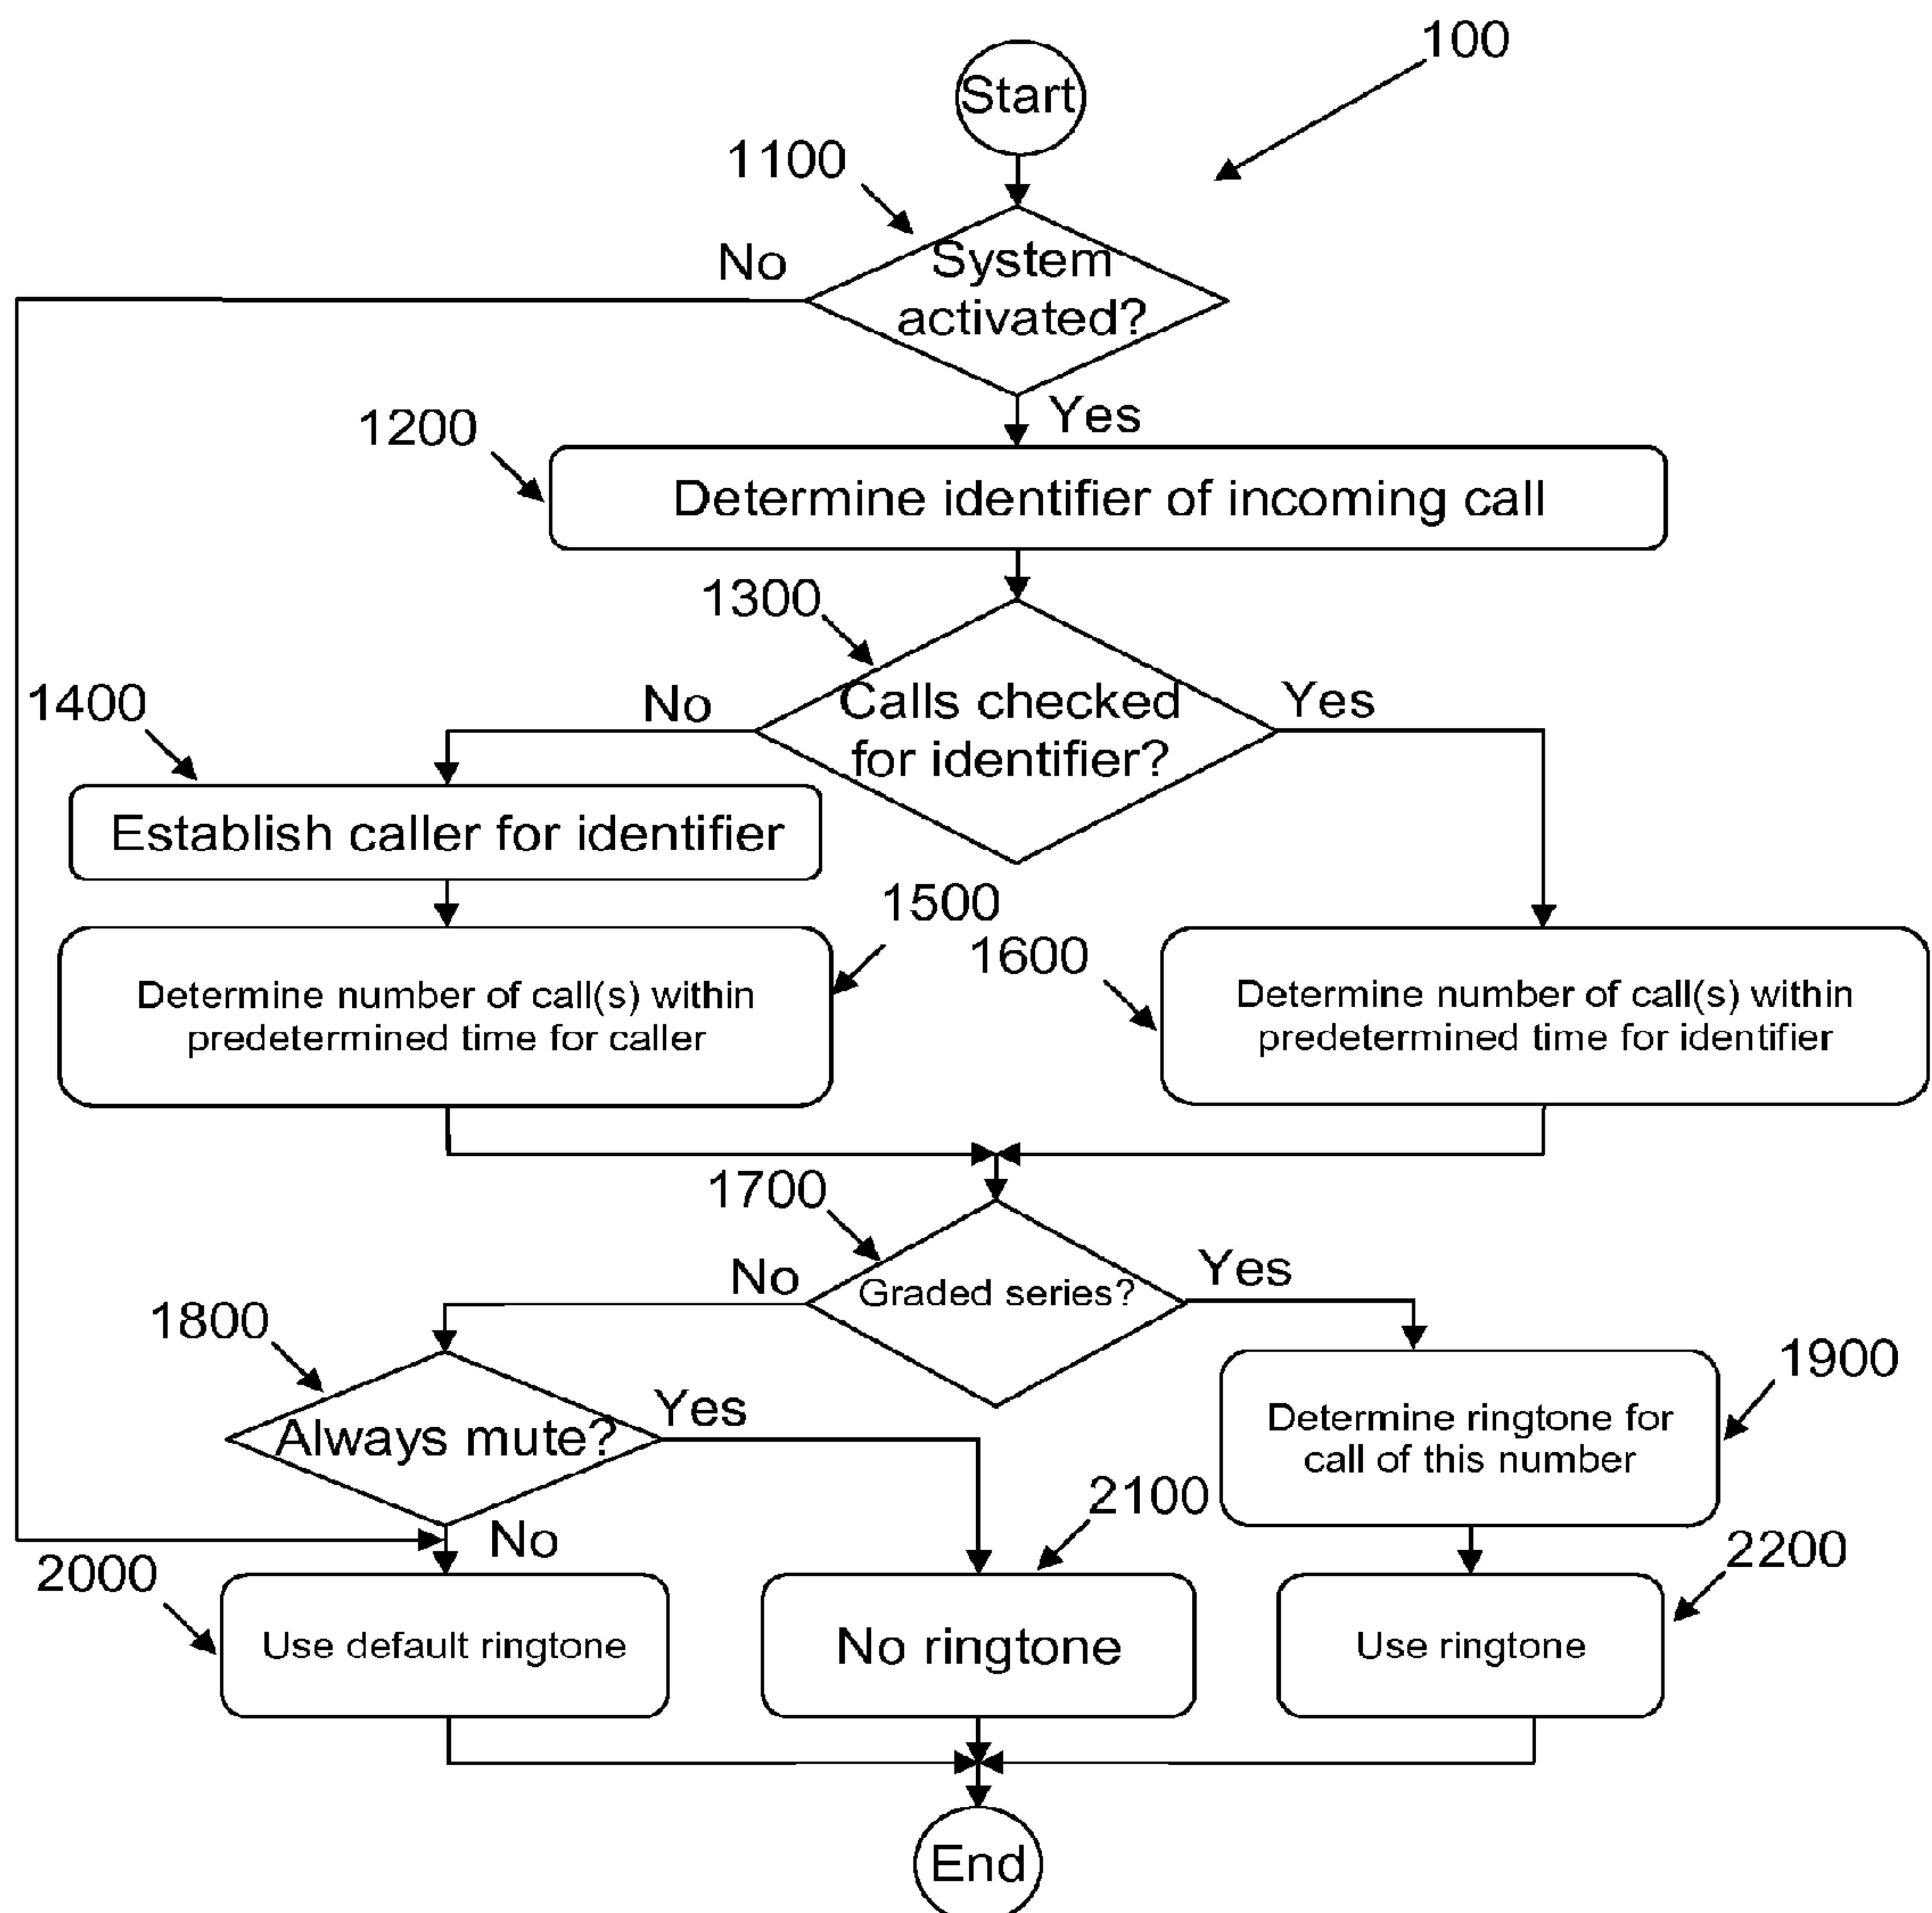 100
Start
1100
No
System
activated?
Yes
1200
Determine identifier of incoming call
1300
No
Calls checked
for identifier?
Yes
1400
Establish caller for identifier
1500
1600
Determine number of call(s) within
predetermined time for caller
Determine number of call(s) within
predetermined time for identifier
1700
No
Graded series?
Yes
1800
Always mute?
Yes
1900
Determine ringtone for
call of this number
No
2100
2000
2200
Use default ringtone
No ringtone
Use ringtone
End